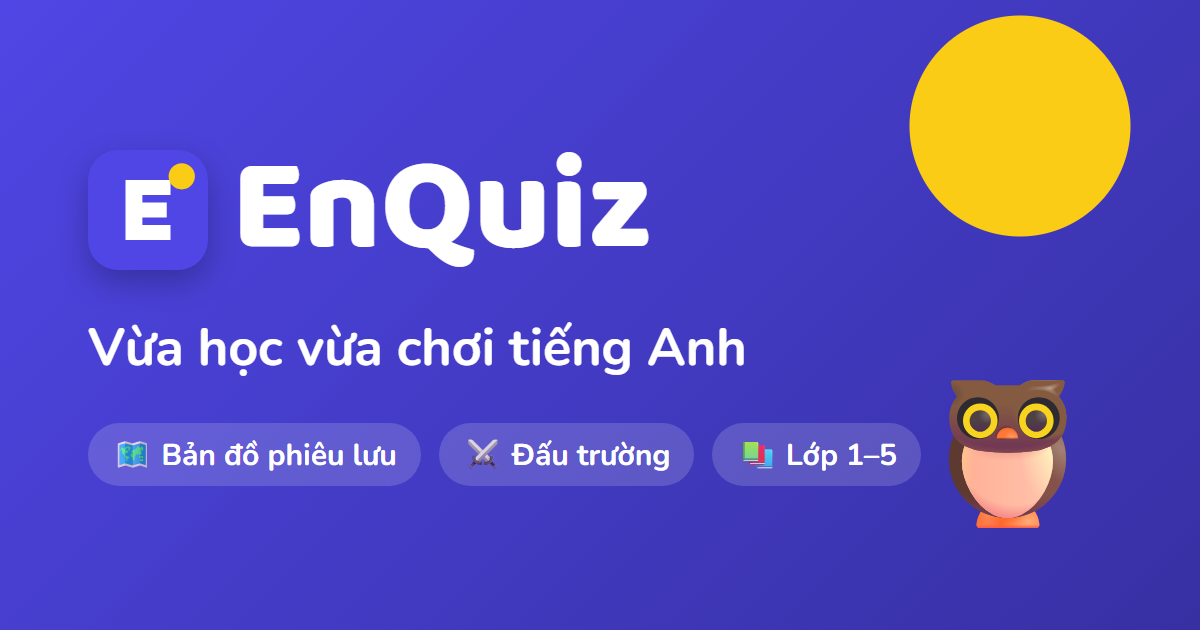 E
EnQuiz
Vừa học vừa chơi tiếng Anh
Bản đồ phiêu lưu
Đấu trường
Lớp 1–5